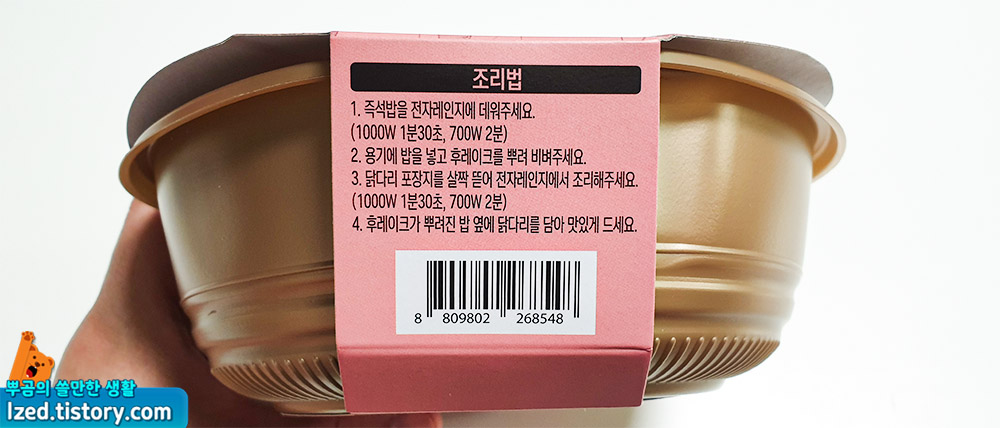 조리법
1. 즉석밥을 전자레인지에 데워주세요.
(1000W 1분30초, 700W 2분)
2. 용기에 밥을 넣고 후레이크를 뿌려 비벼주세요.
3. 닭다리 포장지를 살짝 뜯어 전자레인지에서 조리해주세요.
(1000W 1분30초, 700W 2분)
4. 후레이크가 뿌려진 밥 옆에 닭다리를 담아 맛있게 드세요.
8 809802 268548
뿌곰의 쓸만한 생활
lzed.tistory.com